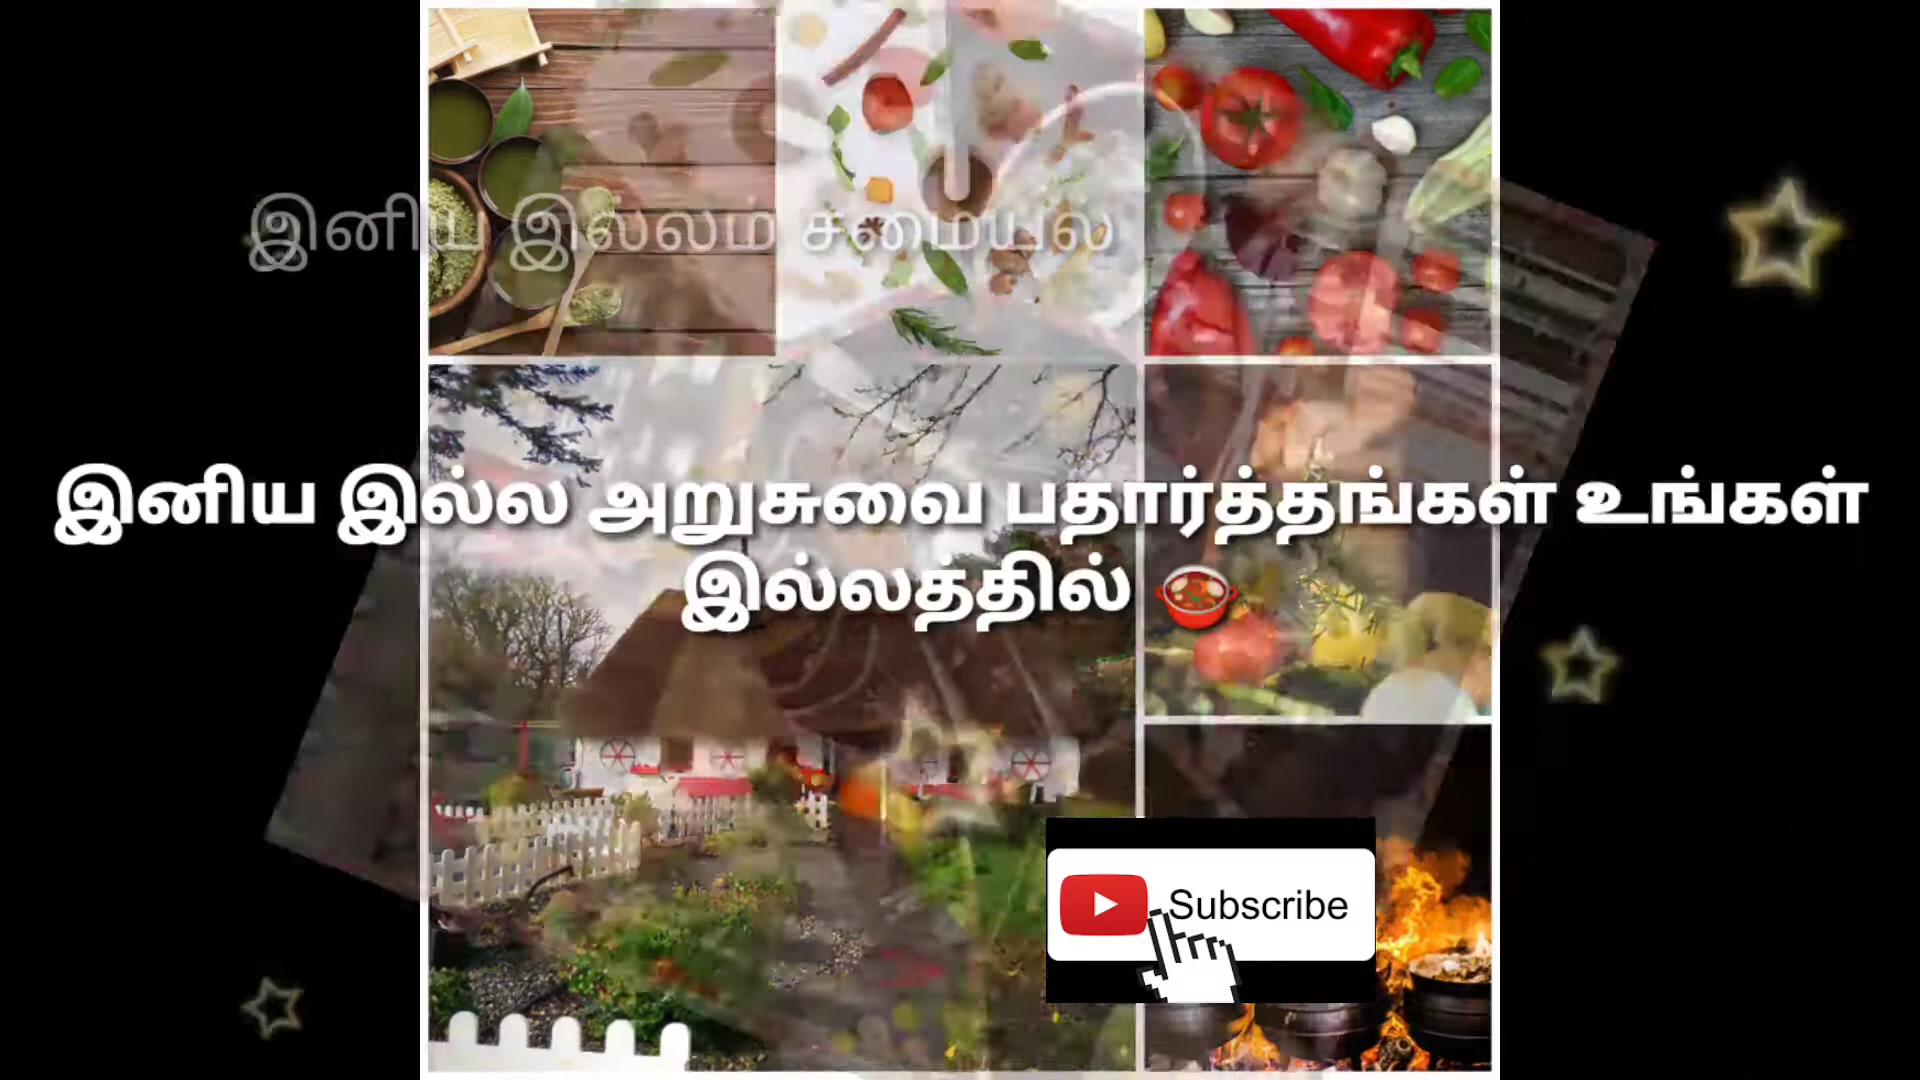 இனிய இல்லம் சமையல்
இனிய இல்ல அறுசுவை பதார்த்தங்கள் உங்கள்
இல்லத்தில்
Subscribe